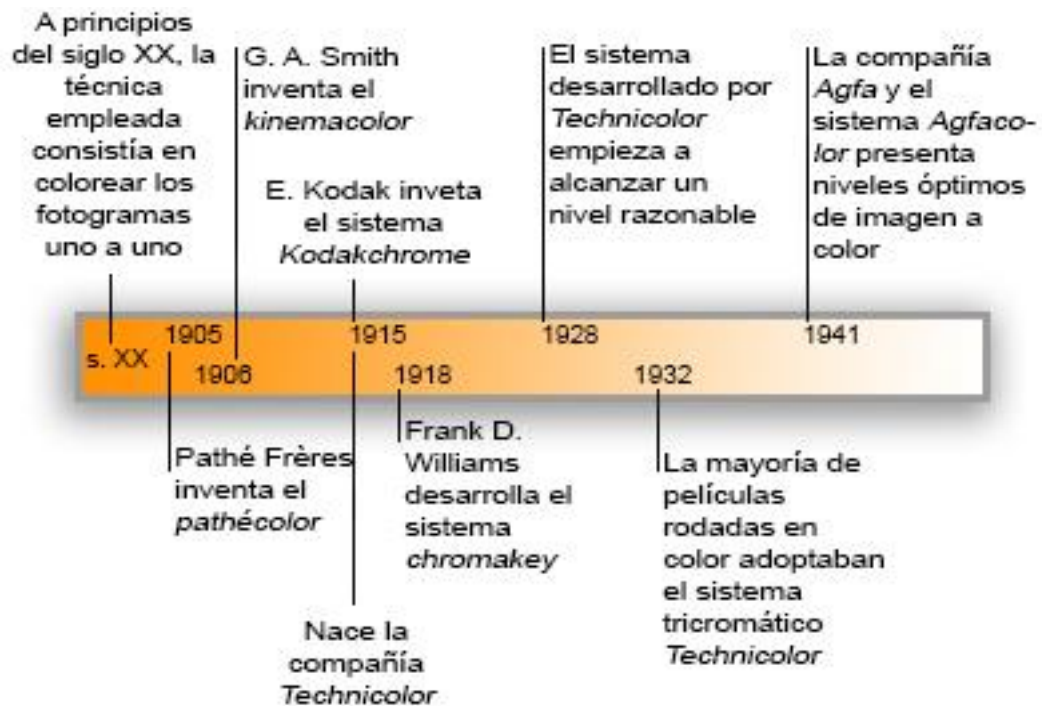 A principios
del siglo XX, la
técnica
empleada
consistía en
colorear los
fotogramas
uno a uno
G. A. Smith
inventa el
kinemacolor
E. Kodak inveta
el sistema
Kodakchrome
El sistema
desarrollado por
Technicolor
empieza a
alcanzar un
nivel razonable
La compañía
Agfa y el
sistema Agfaco-
lor presenta
niveles óptimos
de imagen a
color
s. XX
1905
1906
1915
1918
1928
1932
1941
Pathé Frères
inventa el
pathécolor
Nace la
compañía
Technicolor
Frank D.
Williams
desarrolla el
sistema
chromakey
La mayoría de
películas
rodadas en
color adoptaban
el sistema
tricromático
Technicolor